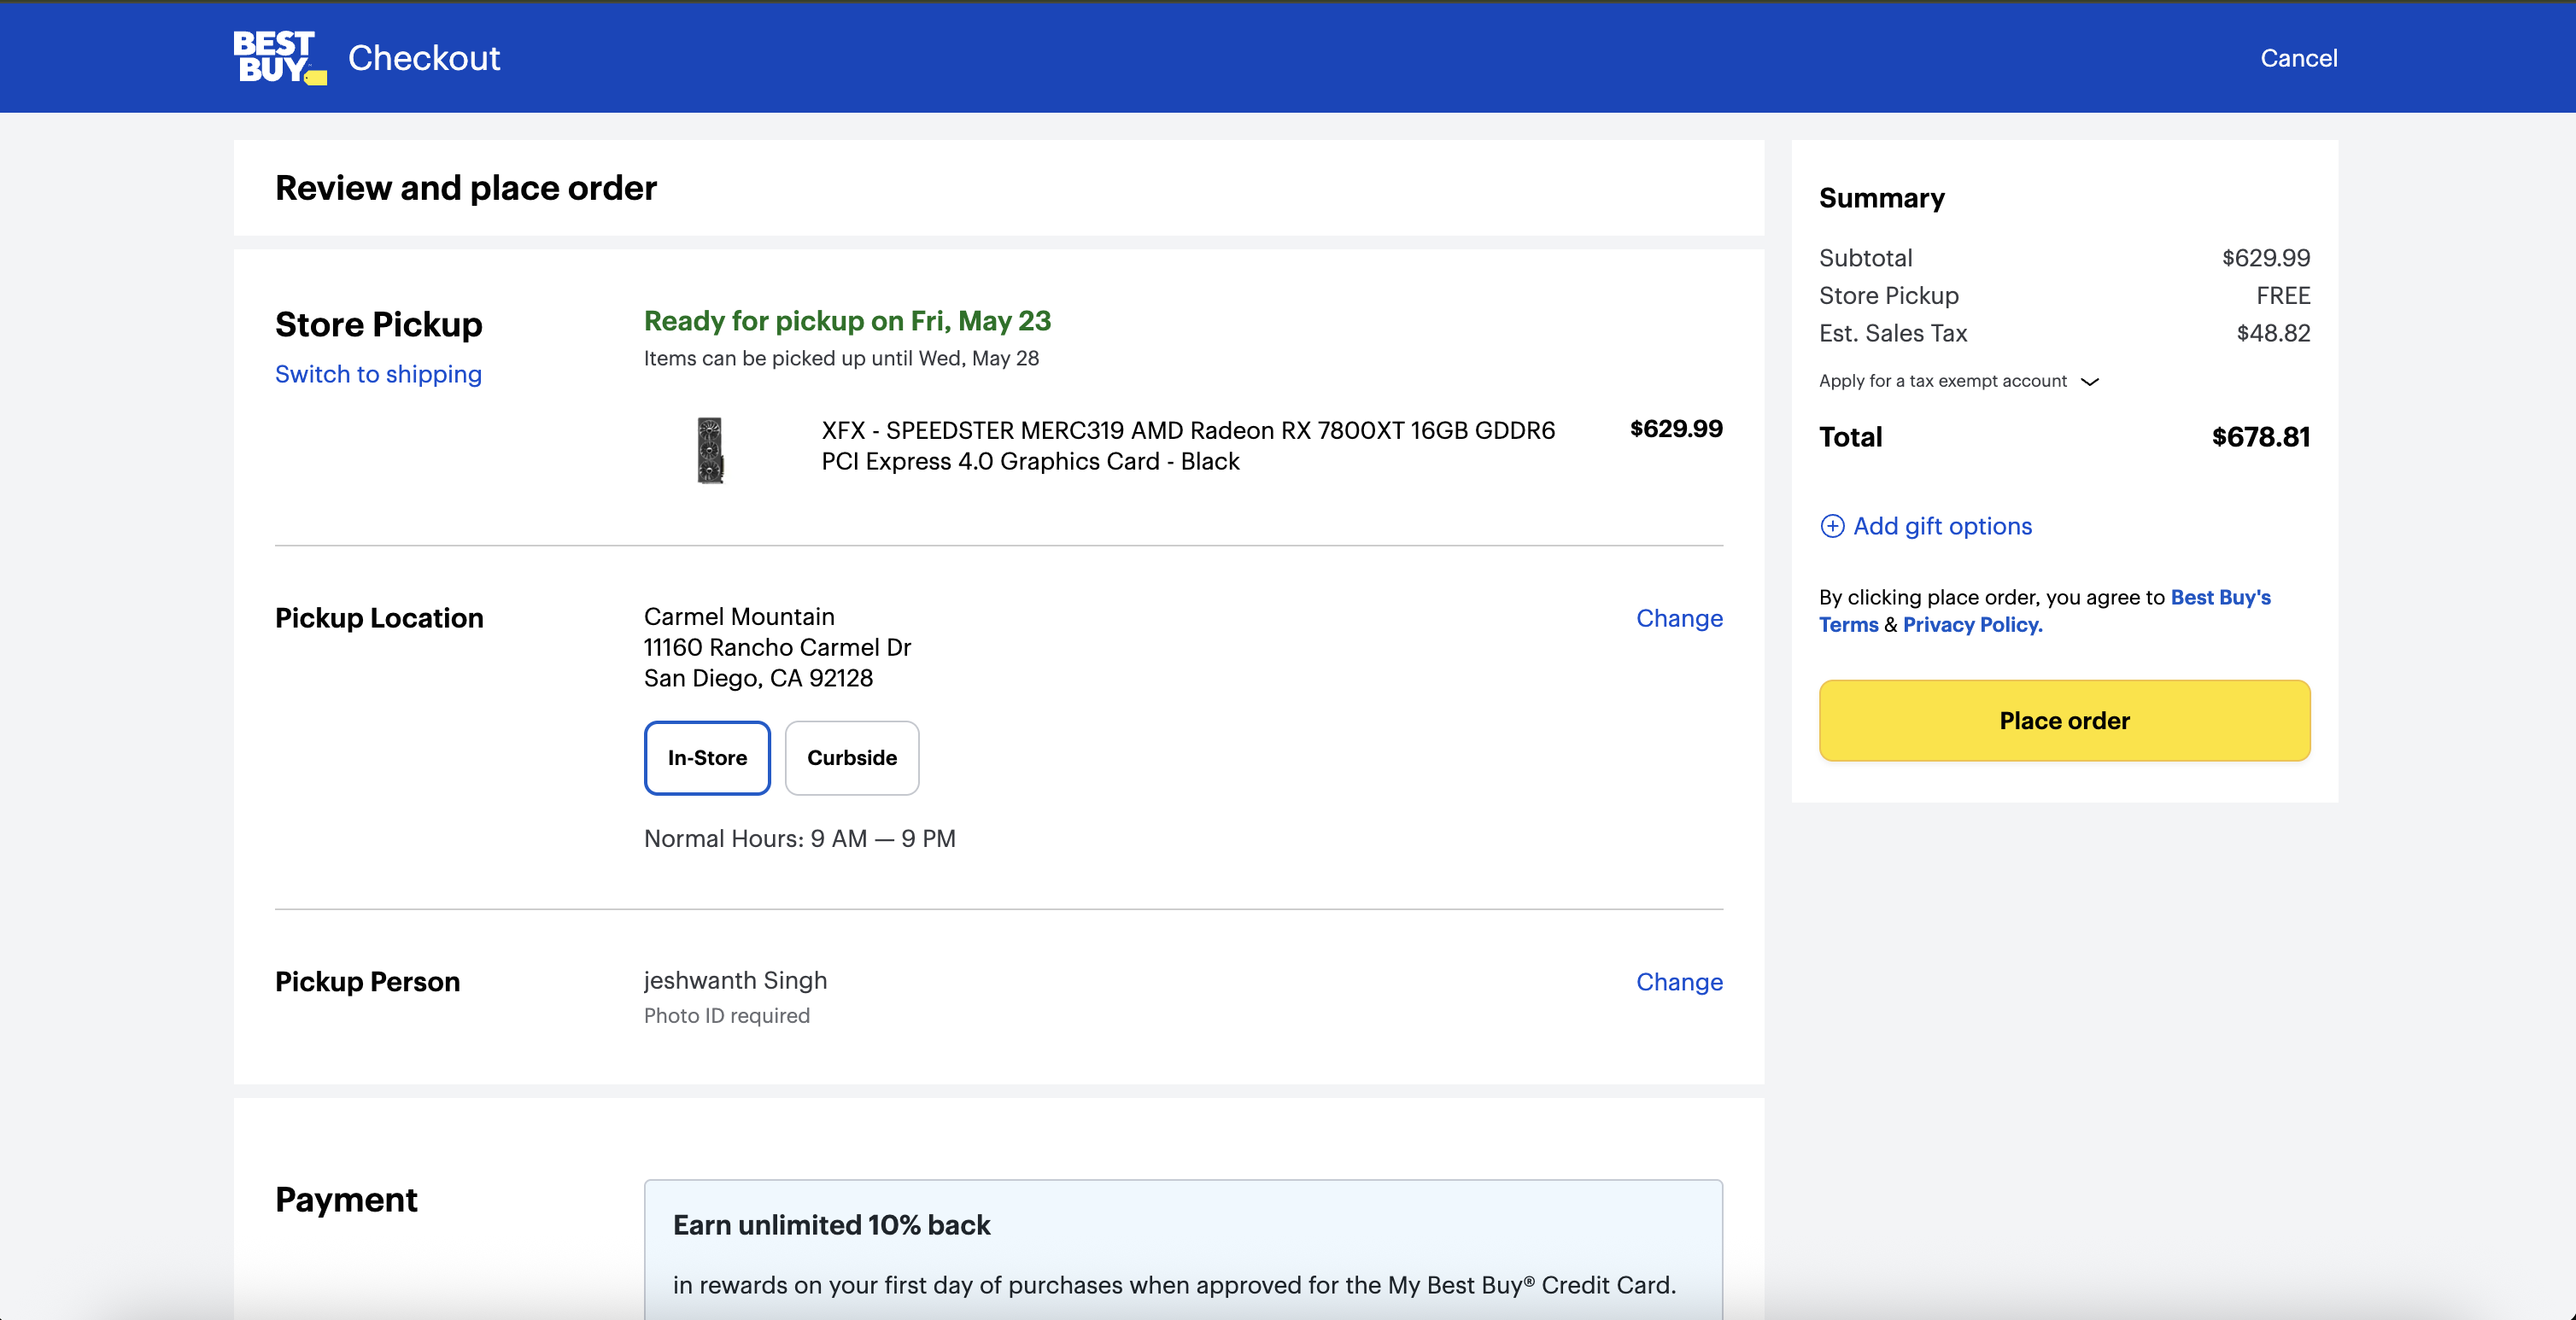 BEST
BUY
Checkout
Cancel
Review and place order
Store Pickup
Switch to shipping
Ready for pickup on Fri, May 23
Items can be picked up until Wed, May 28
XFX - SPEEDSTER MERC319 AMD Radeon RX 7800XT 16GB GDDR6
PCI Express 4.0 Graphics Card - Black
$629.99
Pickup Location
Carmel Mountain
11160 Rancho Carmel Dr
San Diego, CA 92128
Change
In-Store
Curbside
Normal Hours: 9 AM — 9 PM
Pickup Person
jeshwanth Singh
Photo ID required
Change
Payment
Earn unlimited 10% back
in rewards on your first day of purchases when approved for the My Best Buy® Credit Card.
Summary
Subtotal $629.99
Store Pickup FREE
Est. Sales Tax $48.82
Apply for a tax exempt account
Total $678.81
Add gift options
By clicking place order, you agree to Best Buy's
Terms & Privacy Policy.
Place order